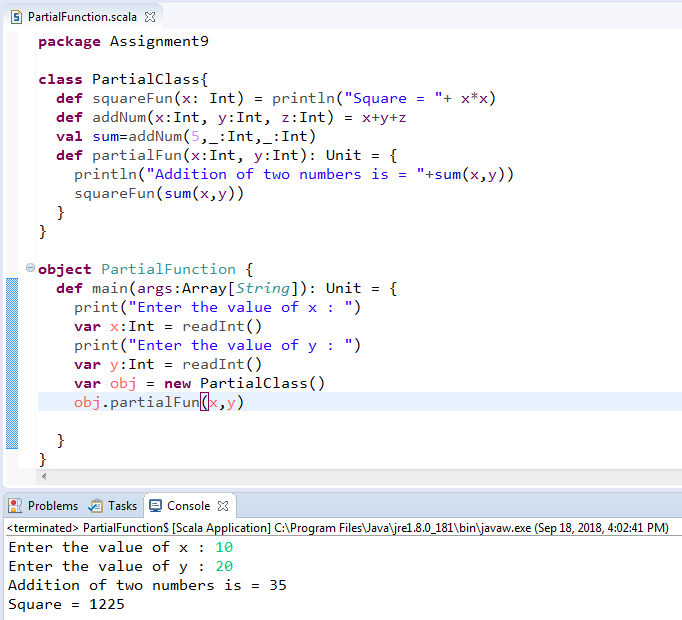 PartialFunction.scala
package Assignment9
class PartialClass{
def squareFun(x: Int) = println("Square = "+ x*x)
def addNum(x:Int, y:Int, z:Int) = x+y+z
val sum=addNum(5,_:Int,_:Int)
def partialFun(x:Int, y:Int): Unit = {
println("Addition of two numbers is = "+sum(x,y))
squareFun(sum(x,y))
}
}
object PartialFunction {
def main(args:Array[String]): Unit = {
print("Enter the value of x : ")
var x:Int = readInt()
print("Enter the value of y : ")
var y:Int = readInt()
var obj = new PartialClass()
obj.partialFun(x,y)
}
}
Problems Tasks Console
<terminated> PartialFunction$ [Scala Application] C:\Program Files\Java\jre1.8.0_181\bin\javaw.exe (Sep 18, 2018, 4:02:41 PM)
Enter the value of x : 10
Enter the value of y : 20
Addition of two numbers is = 35
Square = 1225